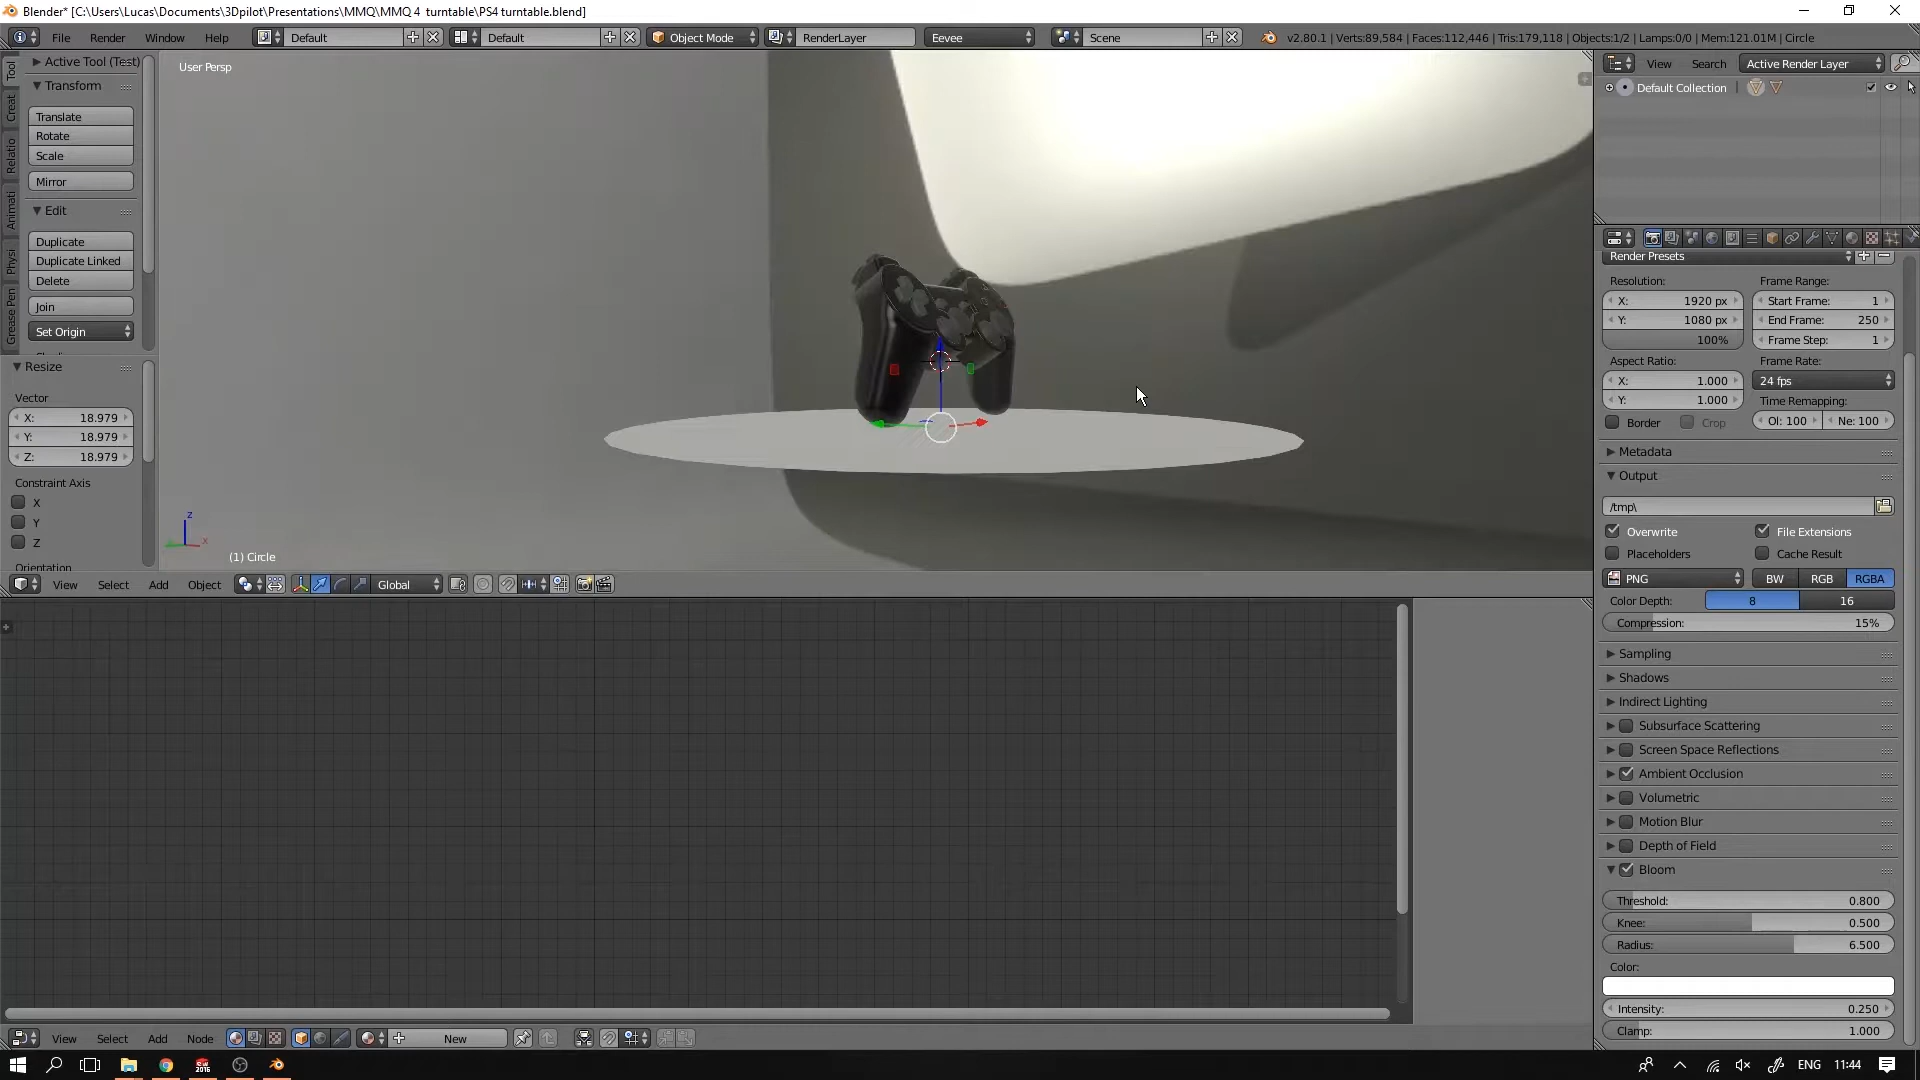 Blender* [C:\Users\Lucas\Documents\3Dpilot\Presentations\MMQ\MMQ 4  turntable\PS4 turntable.blend]
File Render Window Help Default Default Object Mode RenderLayer Eevee Scene v2.80.1 | Verts:89,584 | Faces:112,446 | Tris:179,118 | Objects:1/2 | Lamps:0/0 | Mem:121.01M | Circle
Tool
Creat
Relatio
Animati
Physi
Grease Pen
Active Tool (Test)
Transform
Translate
Rotate
Scale
Mirror
Edit
Duplicate
Duplicate Linked
Delete
Join
Set Origin
Resize
Vector
X: 18.979
Y: 18.979
Z: 18.979
Constraint Axis
X
Y
Z
Orientation
User Persp
z
x
(1) Circle
View Select Add Object Global
View Select Add Node New
View Search Active Render Layer
Default Collection
Render Presets
Resolution: Frame Range:
X: 1920 px Start Frame: 1
Y: 1080 px End Frame: 250
100% Frame Step: 1
Aspect Ratio: Frame Rate:
X: 1.000 24 fps
Y: 1.000 Time Remapping:
Border Crop Ol: 100 Ne: 100
Metadata
Output
/tmp\
Overwrite File Extensions
Placeholders Cache Result
PNG BW RGB RGBA
Color Depth: 8 16
Compression: 15%
Sampling
Shadows
Indirect Lighting
Subsurface Scattering
Screen Space Reflections
Ambient Occlusion
Volumetric
Motion Blur
Depth of Field
Bloom
Threshold: 0.800
Knee: 0.500
Radius: 6.500
Color:
Intensity: 0.250
Clamp: 1.000
2016
ENG 11:44